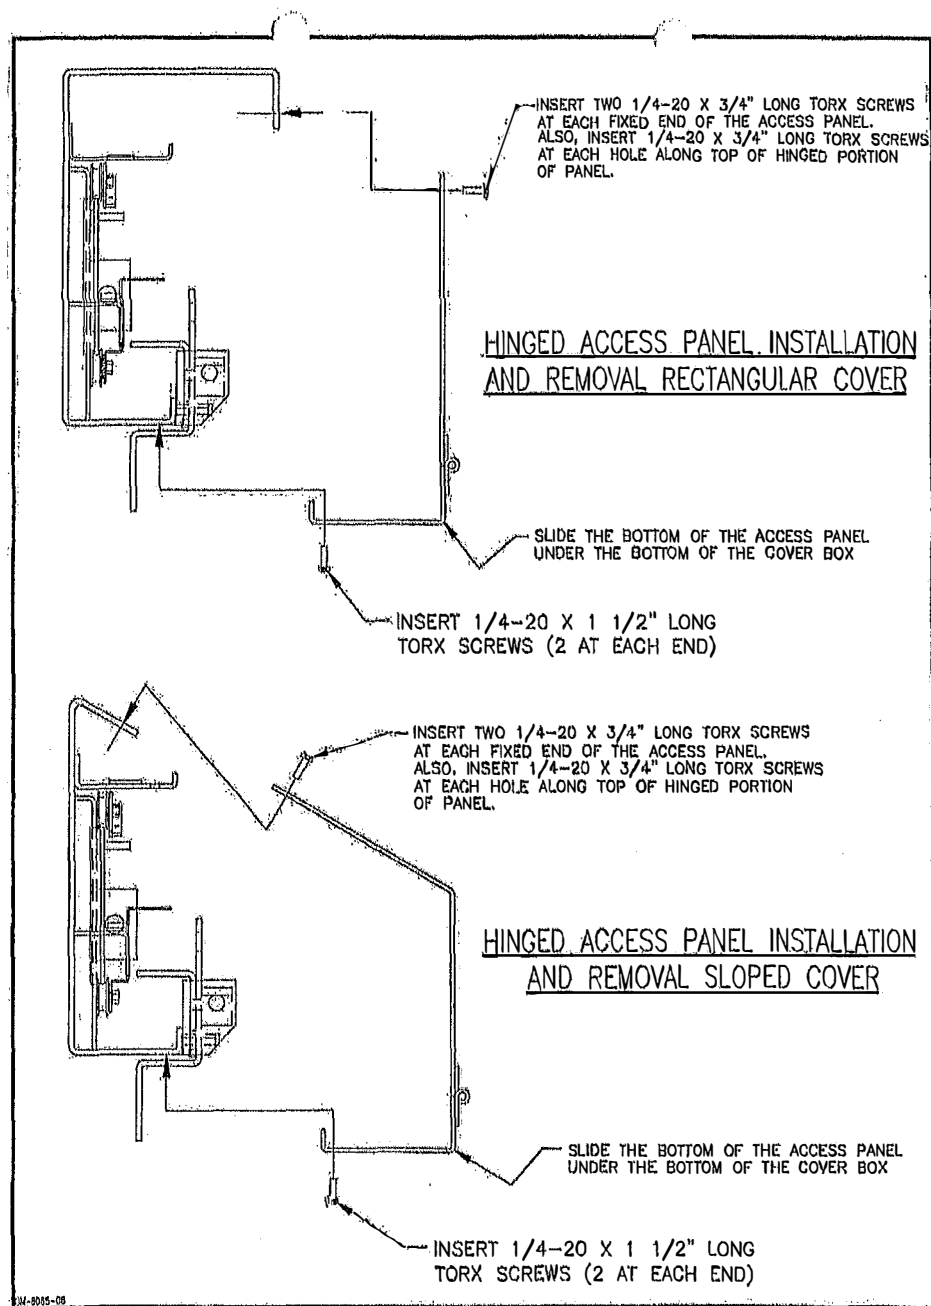 INSERT TWO 1/4-20 X 3/4" LONG TORX SCREWS
AT EACH FIXED END OF THE ACCESS PANEL.
ALSO, INSERT 1/4-20 X 3/4" LONG TORX SCREWS
AT EACH HOLE ALONG TOP OF HINGED PORTION
OF PANEL.
HINGED ACCESS PANEL INSTALLATION
AND REMOVAL RECTANGULAR COVER
SLIDE THE BOTTOM OF THE ACCESS PANEL
UNDER THE BOTTOM OF THE COVER BOX
INSERT 1/4-20 X 1 1/2" LONG
TORX SCREWS (2 AT EACH END)
INSERT TWO 1/4-20 X 3/4" LONG TORX SCREWS
AT EACH FIXED END OF THE ACCESS PANEL.
ALSO, INSERT 1/4-20 X 3/4" LONG TORX SCREWS
AT EACH HOLE ALONG TOP OF HINGED PORTION
OF PANEL.
HINGED ACCESS PANEL INSTALLATION
AND REMOVAL SLOPED COVER
SLIDE THE BOTTOM OF THE ACCESS PANEL
UNDER THE BOTTOM OF THE COVER BOX
INSERT 1/4-20 X 1 1/2" LONG
TORX SCREWS (2 AT EACH END)